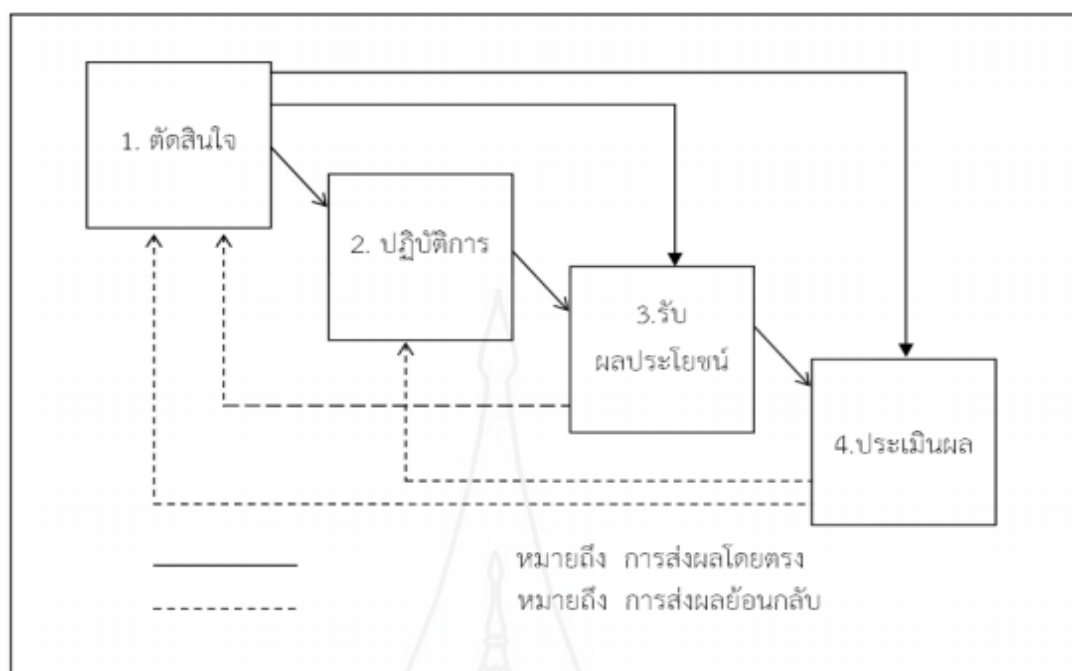 1. ตัดสินใจ
2. ปฏิบัติการ
3.รับ
ผลประโยชน์
4.ประเมินผล
หมายถึง การส่งผลโดยตรง
หมายถึง การส่งผลย้อนกลับ